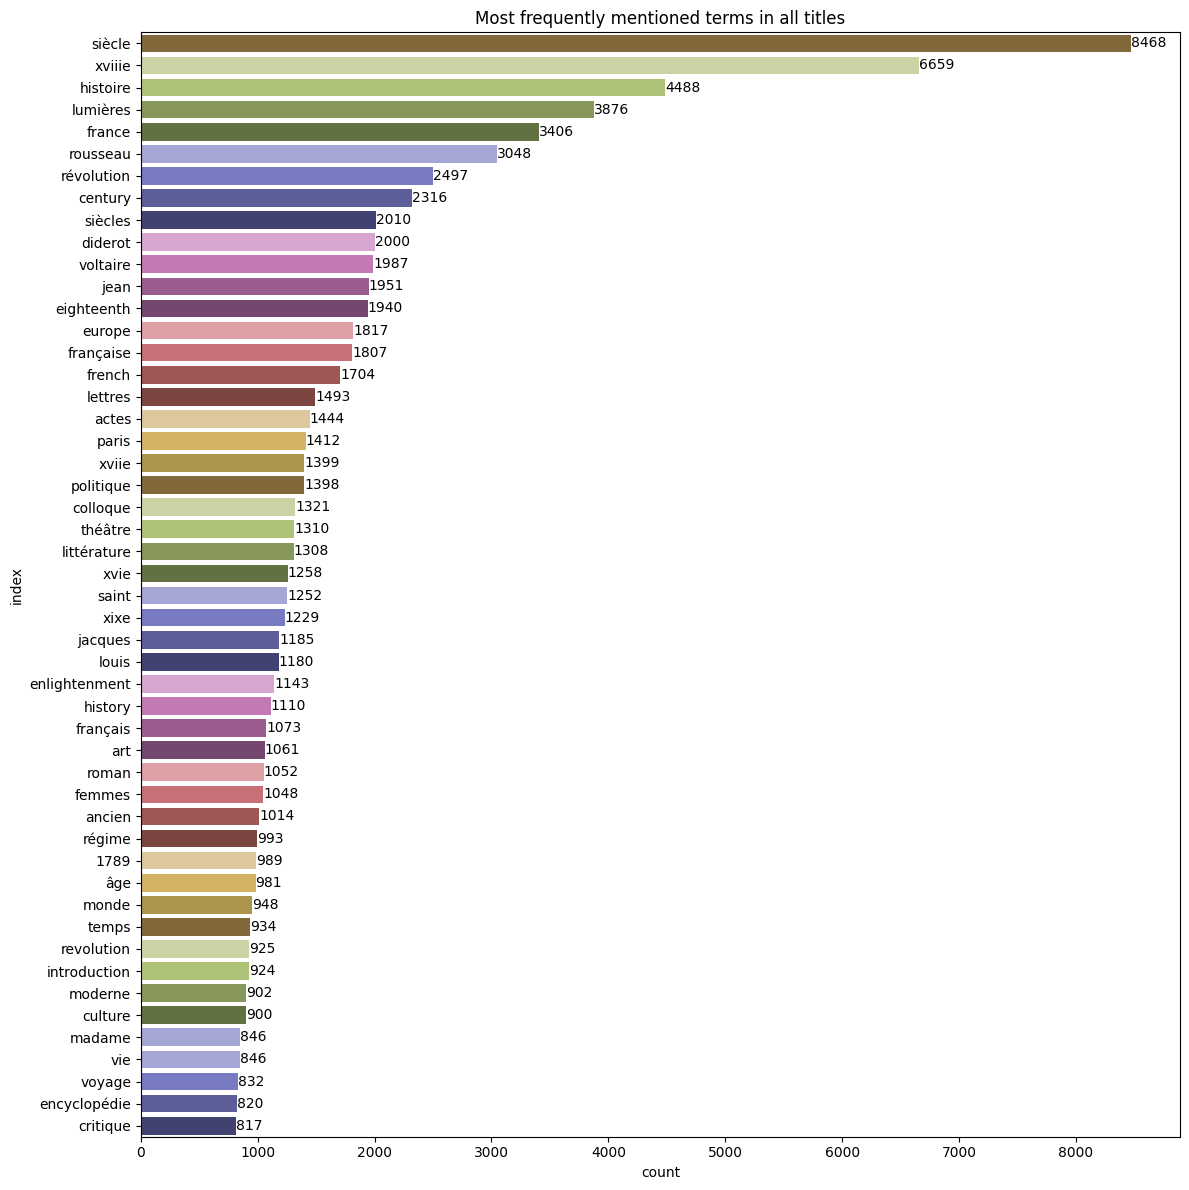 Most frequently mentioned terms in all titles
siècle 8468
xviiie 6659
histoire 4488
lumières 3876
france 3406
rousseau 3048
révolution 2497
century 2316
siècles 2010
diderot 2000
voltaire 1987
jean 1951
eighteenth 1940
europe 1817
française 1807
french 1704
lettres 1493
actes 1444
paris 1412
xviie 1399
politique 1398
colloque 1321
théâtre 1310
littérature 1308
xvie 1258
saint 1252
xixe 1229
jacques 1185
louis 1180
enlightenment 1143
history 1110
français 1073
art 1061
roman 1052
femmes 1048
ancien 1014
régime 993
1789 989
âge 981
monde 948
temps 934
revolution 925
introduction 924
moderne 902
culture 900
madame 846
vie 846
voyage 832
encyclopédie 820
critique 817
index
0 1000 2000 3000 4000 5000 6000 7000 8000
count